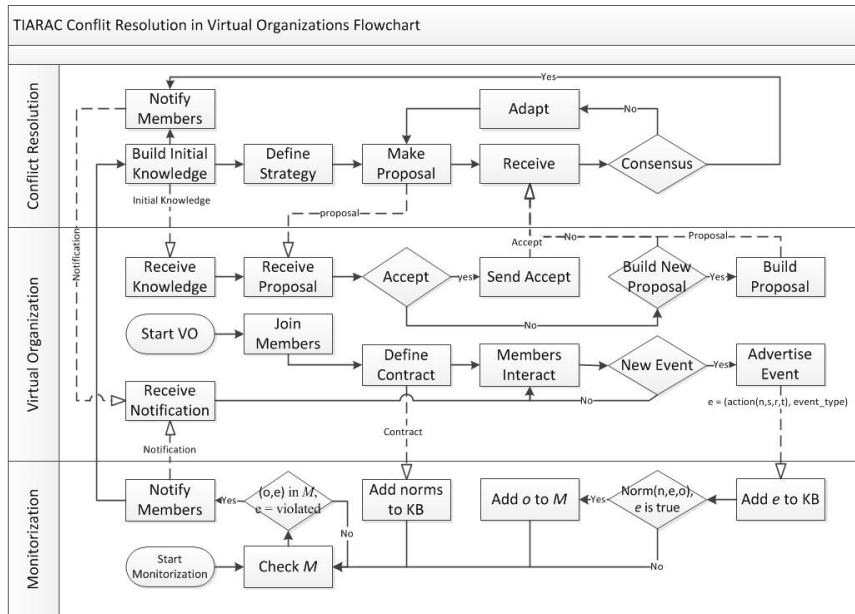 TIARAC Conflit Resolution in Virtual Organizations Flowchart
Conflict Resolution
Yes
Notify
Members
Adapt
No
Build Initial
Knowledge
Define
Strategy
Make
Proposal
Receive
Consensus
Initial Knowledge
proposal
Notification
Virtual Organization
Accept
No
Proposal
Receive
Knowledge
Receive
Proposal
Accept
yes
Send Accept
Build New
Proposal
Yes
Build
Proposal
No
Start VO
Join
Members
Define
Contract
Members
Interact
New Event
Yes
Advertise
Event
Receive
Notification
No
e = (action(n,s,r,t), event_type)
Notification
Contract
Monitorization
Notify
Members
Yes
(o,e) in M,
e = violated
No
Add norms
to KB
Add o to M
Yes
Norm(n,e,o),
e is true
Add e to KB
No
Start
Monitorization
Check M